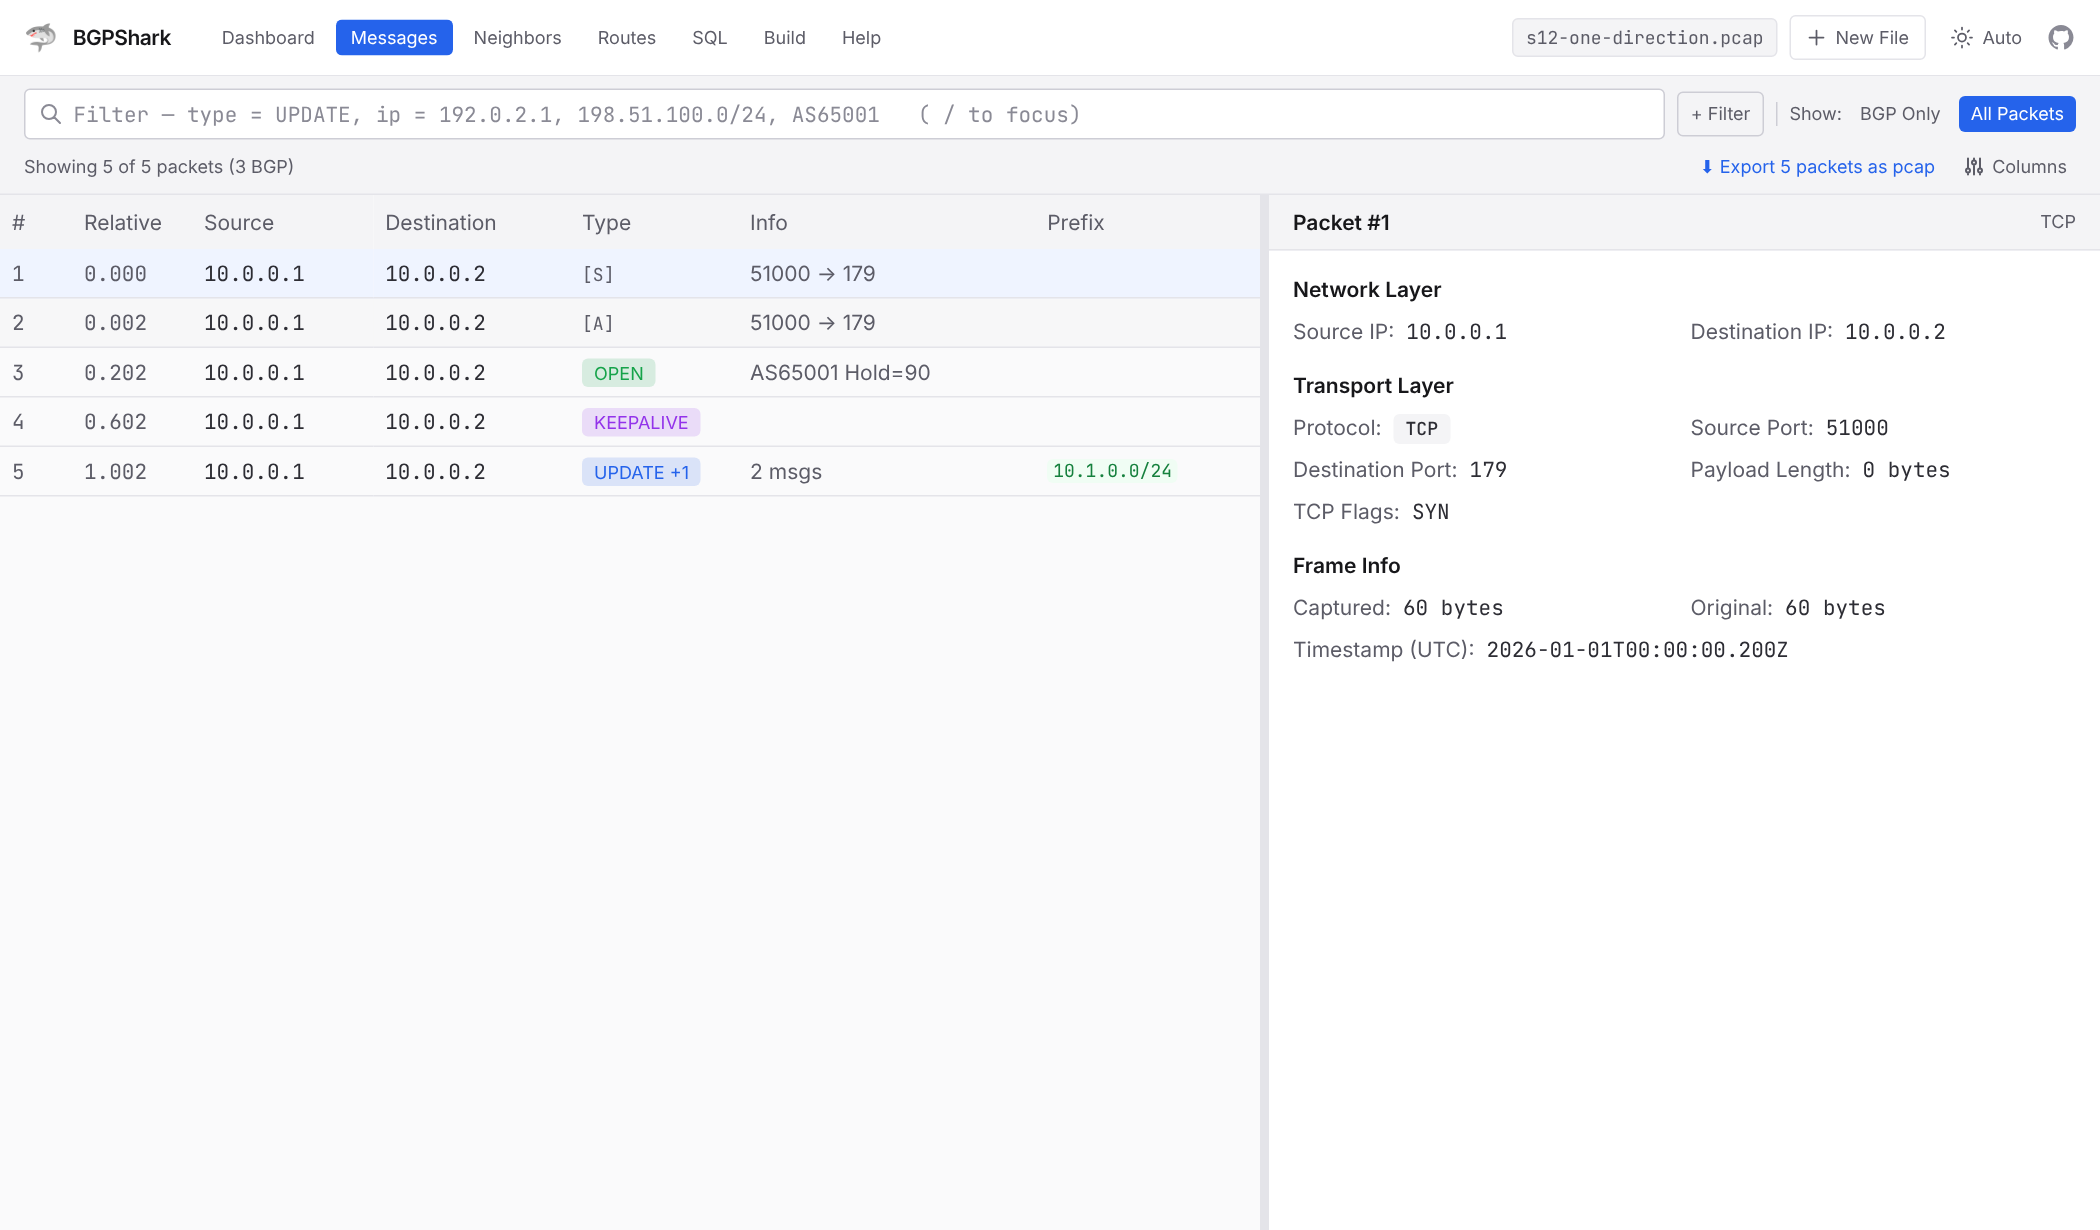 BGPShark Dashboard Messages Neighbors Routes SQL Build Help s12-one-direction.pcap + New File Auto
Filter — type = UPDATE, ip = 192.0.2.1, 198.51.100.0/24, AS65001 ( / to focus) + Filter Show: BGP Only All Packets
Showing 5 of 5 packets (3 BGP) ⬇ Export 5 packets as pcap Columns
# Relative Source Destination Type Info Prefix
1 0.000 10.0.0.1 10.0.0.2 [S] 51000 → 179
2 0.002 10.0.0.1 10.0.0.2 [A] 51000 → 179
3 0.202 10.0.0.1 10.0.0.2 OPEN AS65001 Hold=90
4 0.602 10.0.0.1 10.0.0.2 KEEPALIVE
5 1.002 10.0.0.1 10.0.0.2 UPDATE +1 2 msgs 10.1.0.0/24
Packet #1 TCP
Network Layer
Source IP: 10.0.0.1 Destination IP: 10.0.0.2
Transport Layer
Protocol: TCP Source Port: 51000
Destination Port: 179 Payload Length: 0 bytes
TCP Flags: SYN
Frame Info
Captured: 60 bytes Original: 60 bytes
Timestamp (UTC): 2026-01-01T00:00:00.200Z